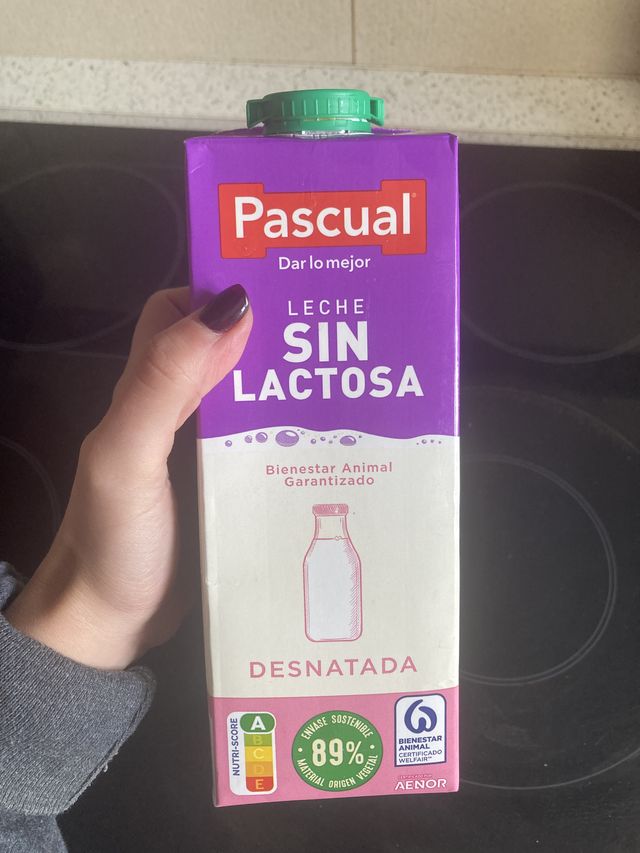 Pascual
Dar lo mejor
LECHE
SIN
LACTOSA
Bienestar Animal
Garantizado
DESNATADA
NUTRI-SCORE
A
B
C
D
E
ENVASE SOSTENIBLE
89%
MATERIAL ORIGEN VEGETAL
BIENESTAR
ANIMAL
CERTIFICADO
WELFAIR™
AENOR